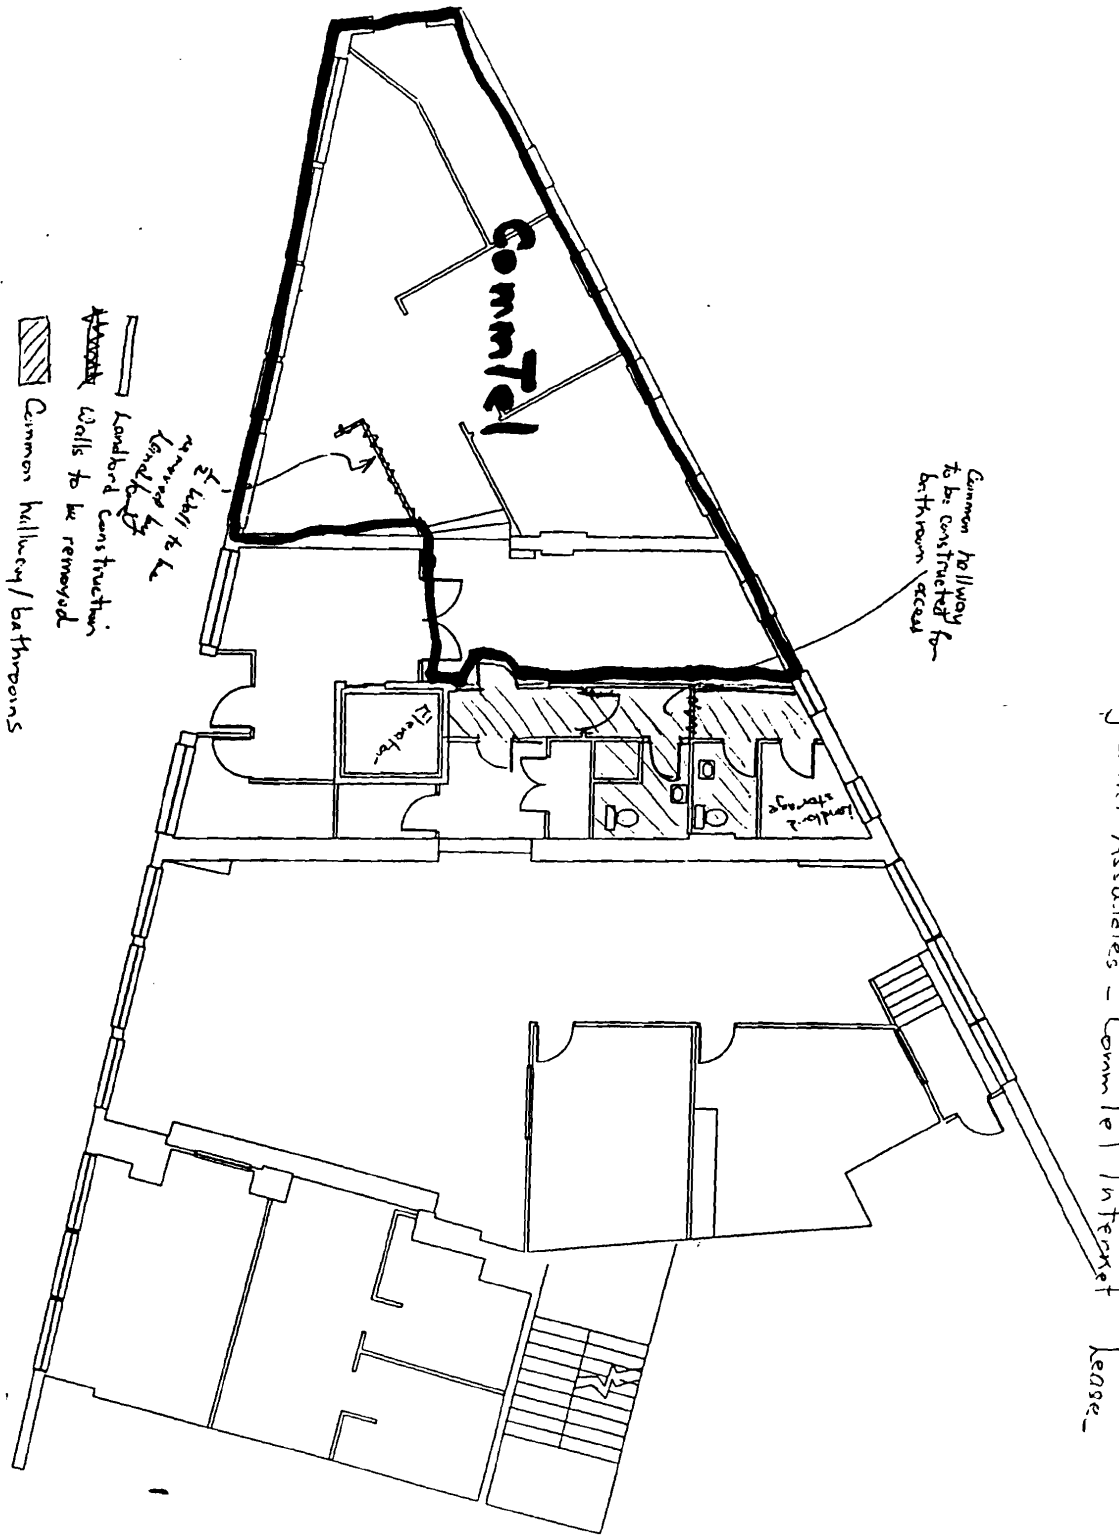 Associates - CommTel Internet Lease
Common hallway
to be constructed for
bathroom access
CommTel
Elevator
Landlord
storage
Wall to be
removed by
Landlord
Landlord construction
Walls to be removed
Common hallway/bathrooms